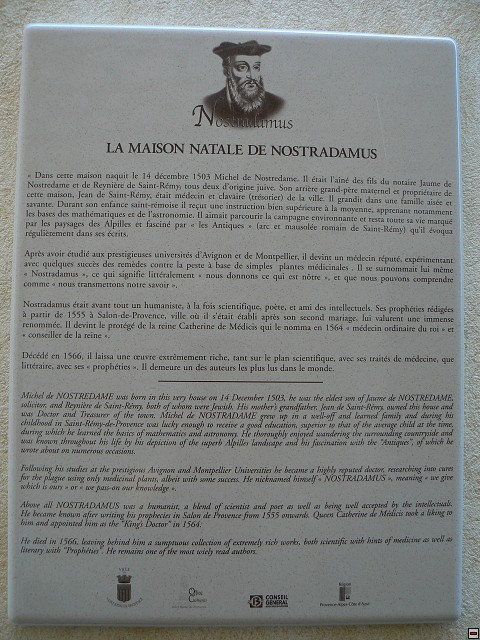 Nostradamus
LA MAISON NATALE DE NOSTRADAMUS
« Dans cette maison naquit le 14 décembre 1503 Michel de Nostredame. Il était l'aîné des fils du notaire Jaume de
Nostredame et de Reynière de Saint-Rémy, tous deux d'origine juive. Son arrière grand-père maternel et propriétaire de
cette maison, Jean de Saint-Rémy, était médecin et clavaire (trésorier) de la ville. Il grandit dans une famille aisée et
savante. Durant son enfance saint-rémoise il reçut une instruction bien supérieure à la moyenne, apprenant notamment
les bases des mathématiques et de l'astronomie. Il aimait parcourir la campagne environnante et resta toute sa vie marqué
par les paysages des Alpilles et fasciné par « les Antiques » (arc et mausolée romain de Saint-Rémy) qu'il évoqua
régulièrement dans ses écrits.
Après avoir étudié aux prestigieuses universités d'Avignon et de Montpellier, il devint un médecin réputé, expérimentant
avec quelques succès des remèdes contre la peste à base de simples plantes médicinales . Il se surnommait lui même
« Nostradamus », ce qui signifie littéralement « nous donnons ce qui est nôtre », et que nous pouvons comprendre
comme « nous transmettons notre savoir ».
Nostradamus était avant tout un humaniste, à la fois scientifique, poète, et ami des intellectuels. Ses prophéties rédigées
à partir de 1555 à Salon-de-Provence, ville où il s'était établi après son second mariage, lui valurent une immense
renommée. Il devint le protegé de la reine Catherine de Médicis qui le nomma en 1564 « médecin ordinaire du roi » et
« conseiller de la reine ».
Décédé en 1566, il laissa une œuvre extrêmement riche, tant sur le plan scientifique, avec ses traités de médecine, que
littéraire, avec ses « prophéties ». Il demeure un des auteurs les plus lus dans le monde.
Michel de NOSTREDAME was born in this very house on 14 December 1503, he was the eldest son of Jaume de NOSTREDAME,
solicitor, and Reynière de Saint-Rémy, both of whom were Jewish. His mother's grandfather, Jean de Saint-Rémy, owned this house and
was Doctor and Treasurer of the town. Michel de NOSTRADAME grew up in a well-off and learned family and during his
childhood in Saint-Rémy-de-Provence was lucky enough to receive a good education, superior to that of the average child at the time,
during which he learned the basics of mathematics and astronomy. He thoroughly enjoyed wandering the surrounding countryside and
was known throughout his life by his depiction of the superb Alpilles landscape and his fascination with the "Antiques", of which he
wrote about on numerous occasions.
Following his studies at the prestigious Avignon and Montpellier Universities he became a highly reputed doctor, researching into cures
for the plague using only medicinal plants, albeit with some success. He nicknamed himself « NOSTRADAMUS », meaning « we give
which is ours » or « we pass-on our knowledge ».
Above all NOSTRADAMUS was a humanist, a blend of scientist and poet as well as being well accepted by the intellectuals.
He became known after writing his prophecies in Salon de Provence from 1555 onwards. Queen Catherine de Médicis took a liking to
him and appointed him as the "King's Doctor" in 1564.
He died in 1566, leaving behind him a sumptuous collection of extremely rich works, both scientific with hints of medecine as well as
literary with "Prophéties". He remains one of the most wiely read authors.
CONSEIL
GENERAL